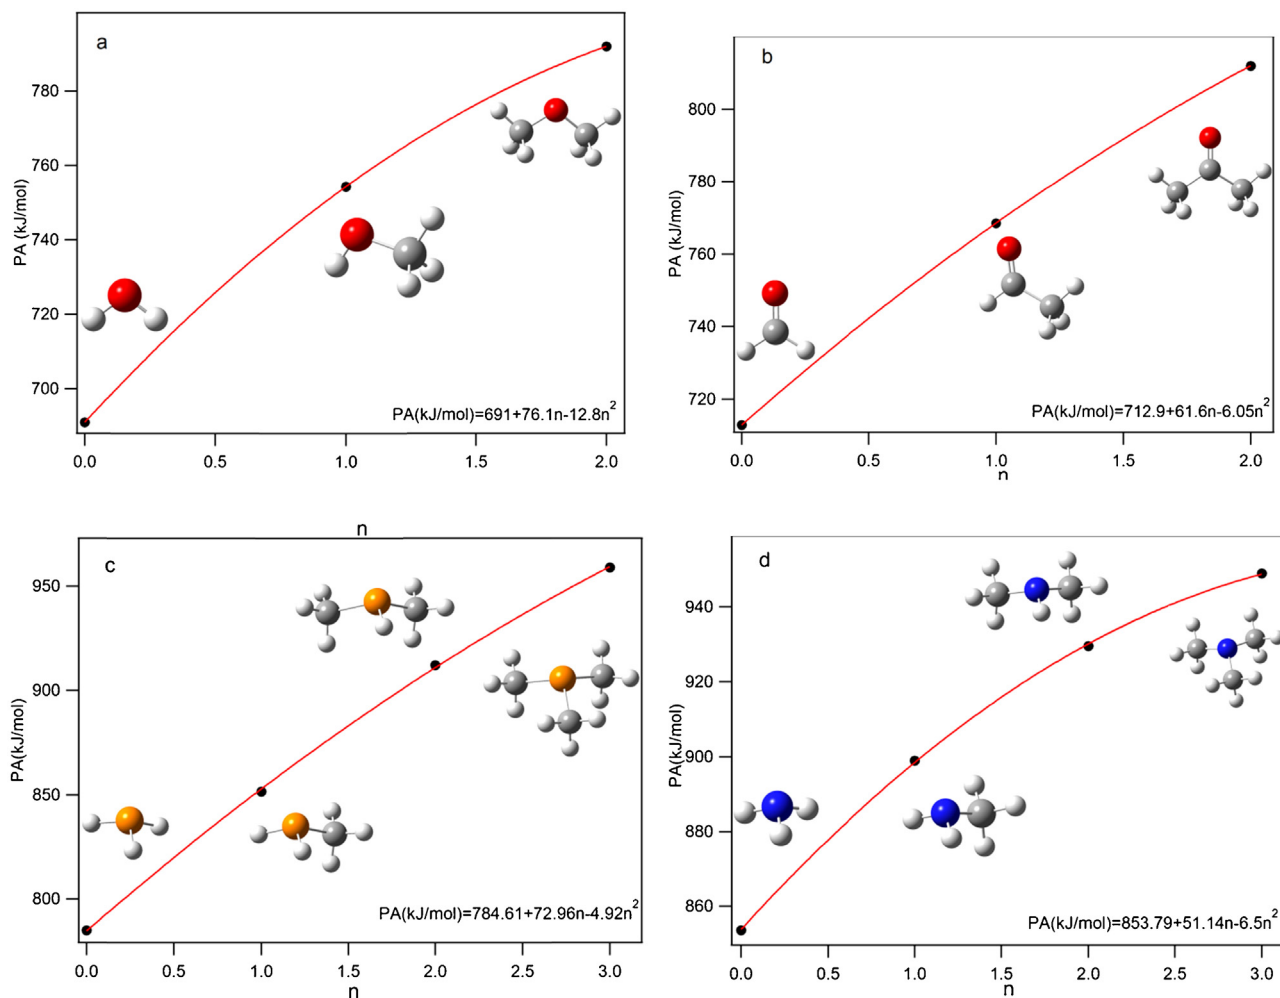 a
PA (kJ/mol)
780
760
740
720
700
PA(kJ/mol)=691+76.1n-12.8n²
0.0 0.5 1.0 1.5 2.0
n
b
PA (kJ/mol)
800
780
760
740
720
PA(kJ/mol)=712.9+61.6n-6.05n²
0.0 0.5 1.0 1.5 2.0
n
c
PA(kJ/mol)
950
900
850
800
PA(kJ/mol)=784.61+72.96n-4.92n²
0.0 0.5 1.0 1.5 2.0 2.5 3.0
n
d
PA(kJ/mol)
940
920
900
880
860
PA(kJ/mol)=853.79+51.14n-6.5n²
0.0 0.5 1.0 1.5 2.0 2.5 3.0
n